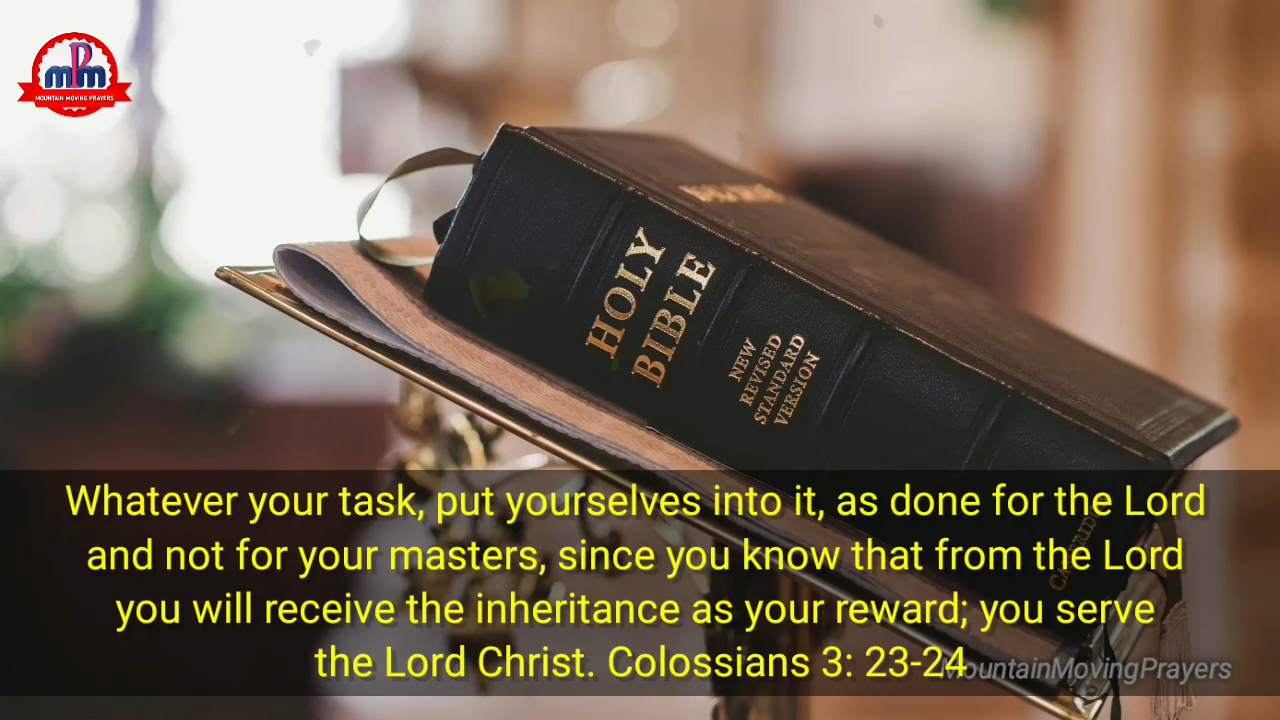 mPm
MOUNTAIN MOVING PRAYERS
HOLY
BIBLE
NEW
REVISED
STANDARD
VERSION
Whatever your task, put yourselves into it, as done for the Lord
and not for your masters, since you know that from the Lord
you will receive the inheritance as your reward; you serve
the Lord Christ. Colossians 3: 23-24
MountainMovingPrayers